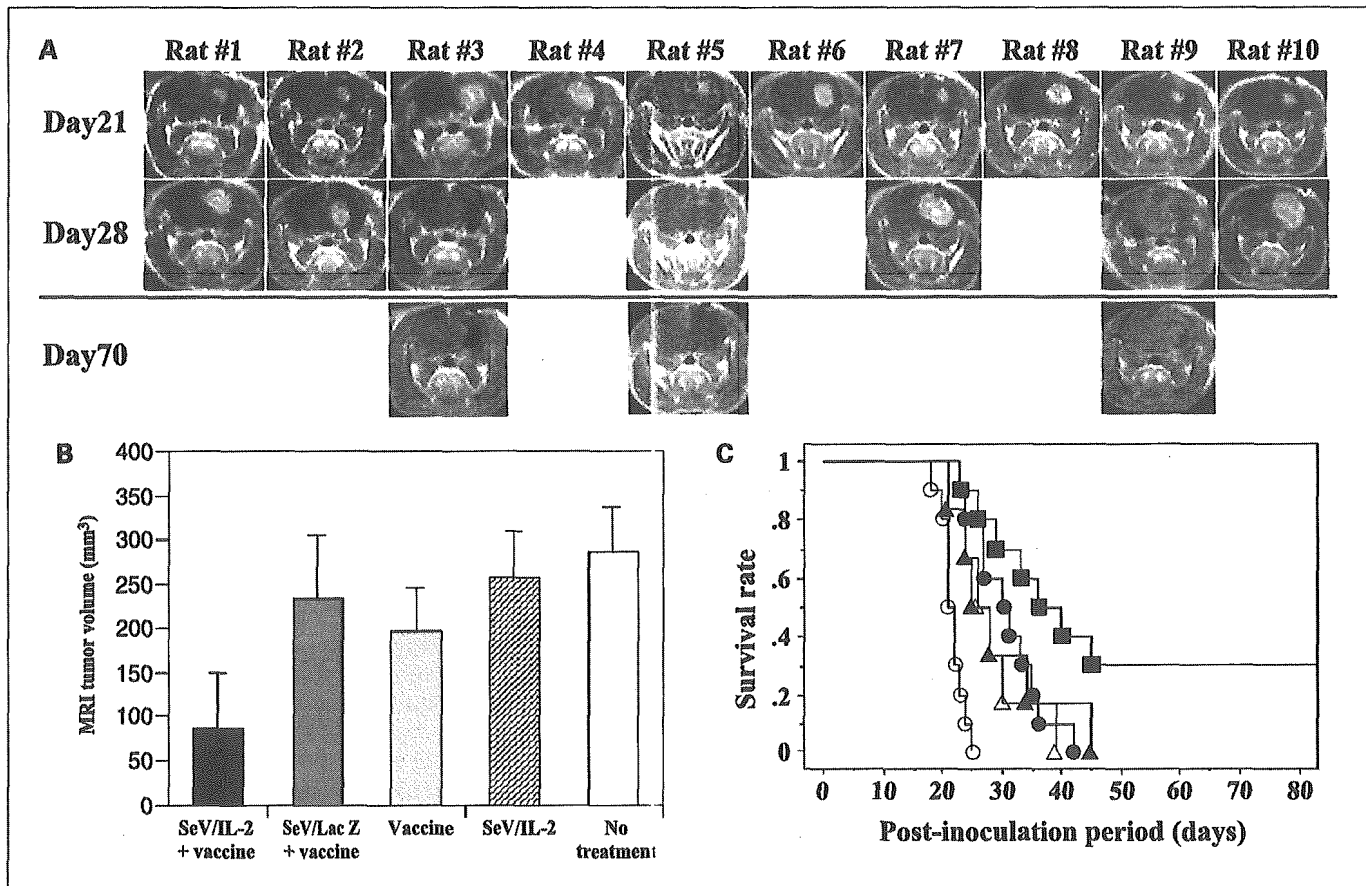 A
Rat #1 Rat #2 Rat #3 Rat #4 Rat #5 Rat #6 Rat #7 Rat #8 Rat #9 Rat #10
Day21
Day28
Day70
B
MRI tumor volume (mm³)
400
350
300
250
200
150
100
50
0
SeV/IL-2 + vaccine
SeV/Lac Z + vaccine
Vaccine
SeV/IL-2
No treatment
C
Survival rate
1
.8
.6
.4
.2
0
0 10 20 30 40 50 60 70 80
Post-inoculation period (days)